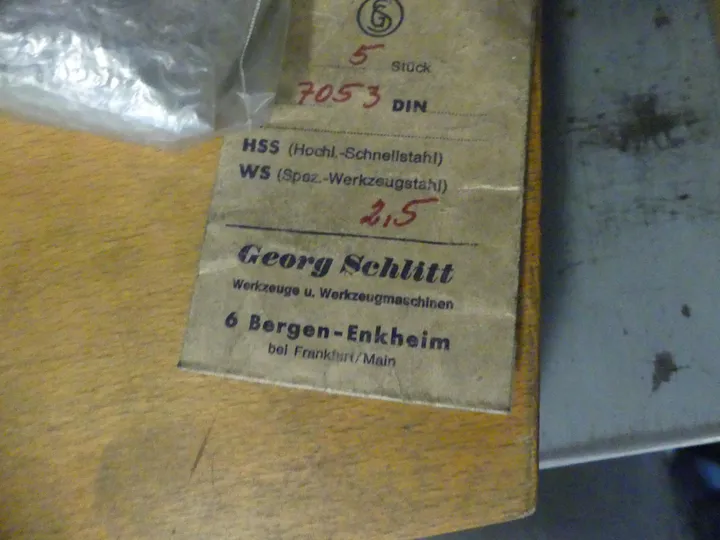 GS
5 Stück
7053 DIN
HSS (Hochl.-Schnellstahl)
WS (Spez.-Werkzeugstahl)
2,5
Georg Schlitt
Werkzeuge u. Werkzeugmaschinen
6 Bergen-Enkheim
bei Frankfurt/Main